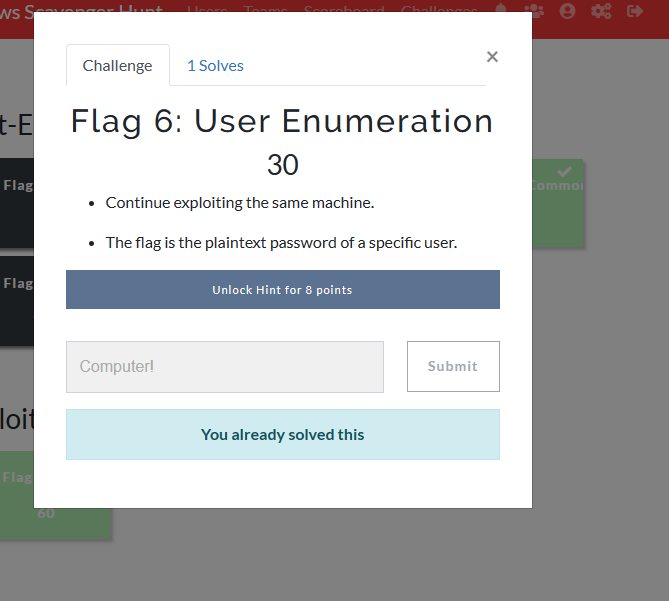 ws Scavenger Hunt Users Teams Scoreboard Challenges
Challenge
1 Solves
×
Flag 6: User Enumeration
30
t-E
Flag
Commo
• Continue exploiting the same machine.
• The flag is the plaintext password of a specific user.
Unlock Hint for 8 points
Flag
Computer!
Submit
loit
You already solved this
Flag
60